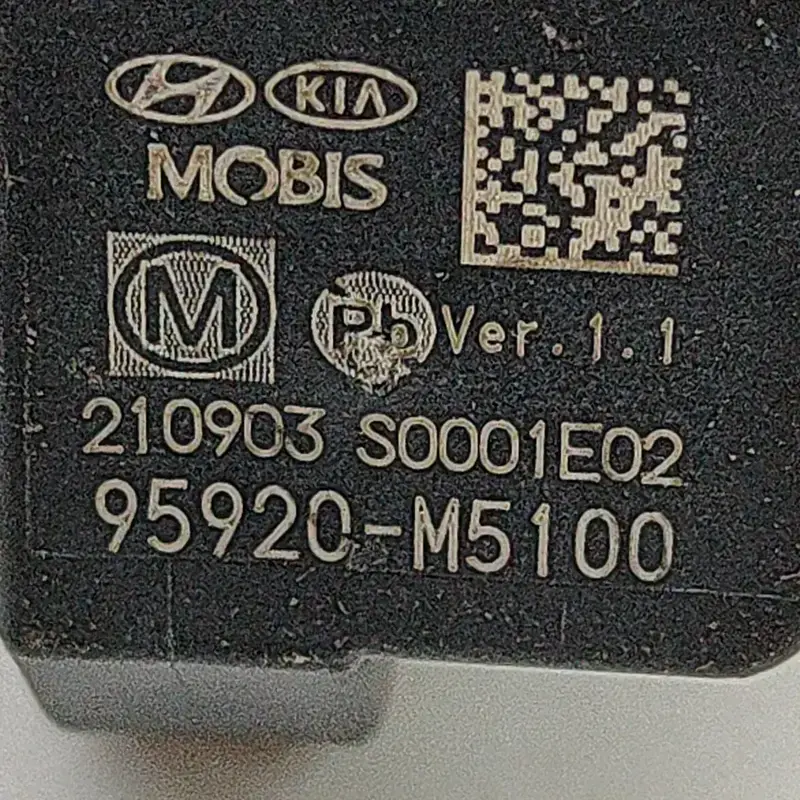 KIA
MOBIS
M
Pb Ver.1.1
210903 S0001E02
95920-M5100